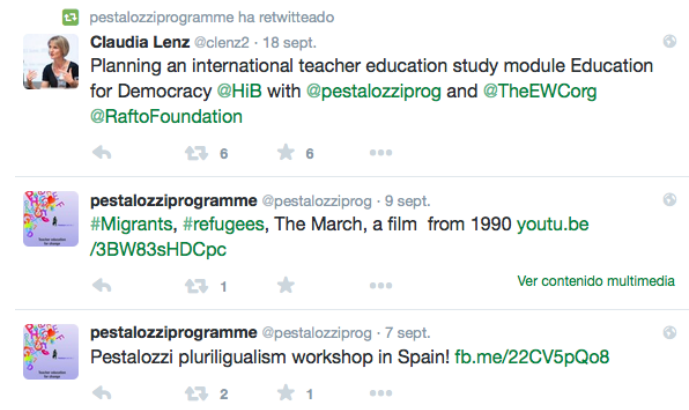 pestalozziprogramme ha retwitteado
Claudia Lenz @clenz2 · 18 sept.
Planning an international teacher education study module Education
for Democracy @HiB with @pestalozziprog and @TheEWCorg
@RaftoFoundation
6 6
pestalozziprogramme @pestalozziprog · 9 sept.
#Migrants, #refugees, The March, a film from 1990 youtu.be
/3BW83sHDCpc
1
Ver contenido multimedia
pestalozziprogramme @pestalozziprog · 7 sept.
Pestalozzi pluriligualism workshop in Spain! fb.me/22CV5pQo8
2 1